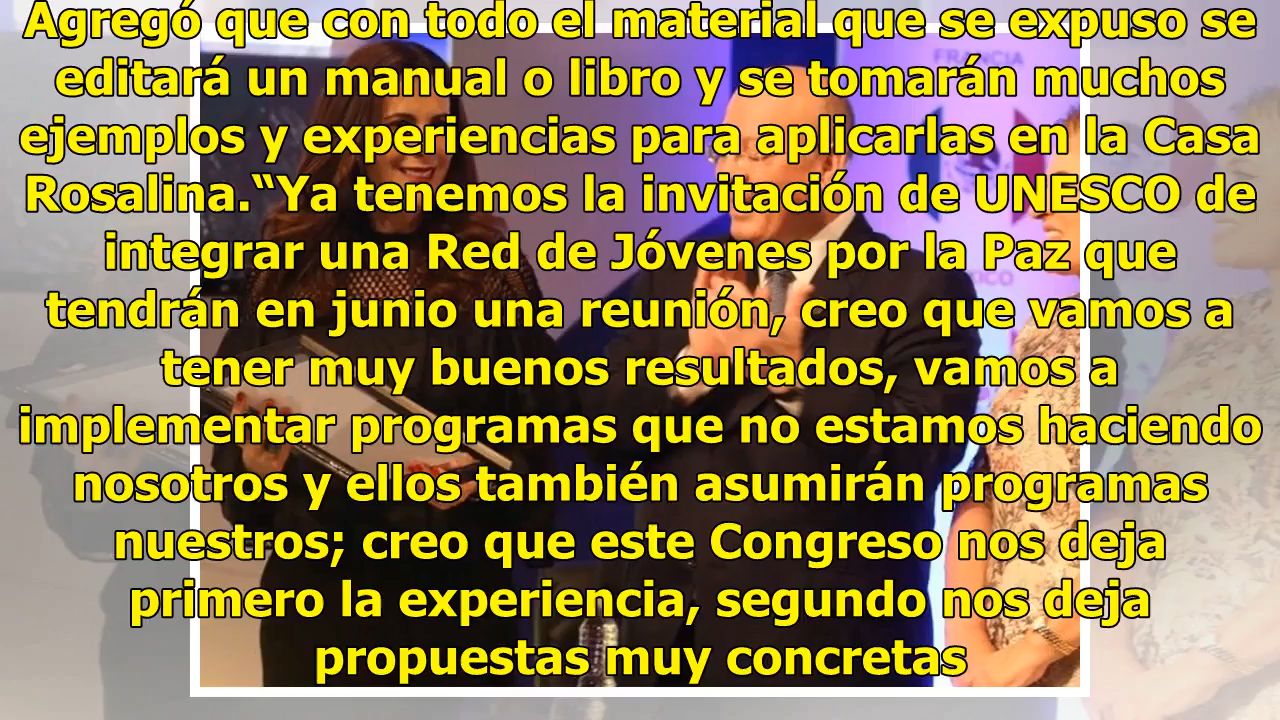 Agregó que con todo el material que se expuso se
editará un manual o libro y se tomarán muchos
ejemplos y experiencias para aplicarlas en la Casa
Rosalina.“Ya tenemos la invitación de UNESCO de
integrar una Red de Jóvenes por la Paz que
tendrán en junio una reunión, creo que vamos a
tener muy buenos resultados, vamos a
implementar programas que no estamos haciendo
nosotros y ellos también asumirán programas
nuestros; creo que este Congreso nos deja
primero la experiencia, segundo nos deja
propuestas muy concretas
FRANCIA